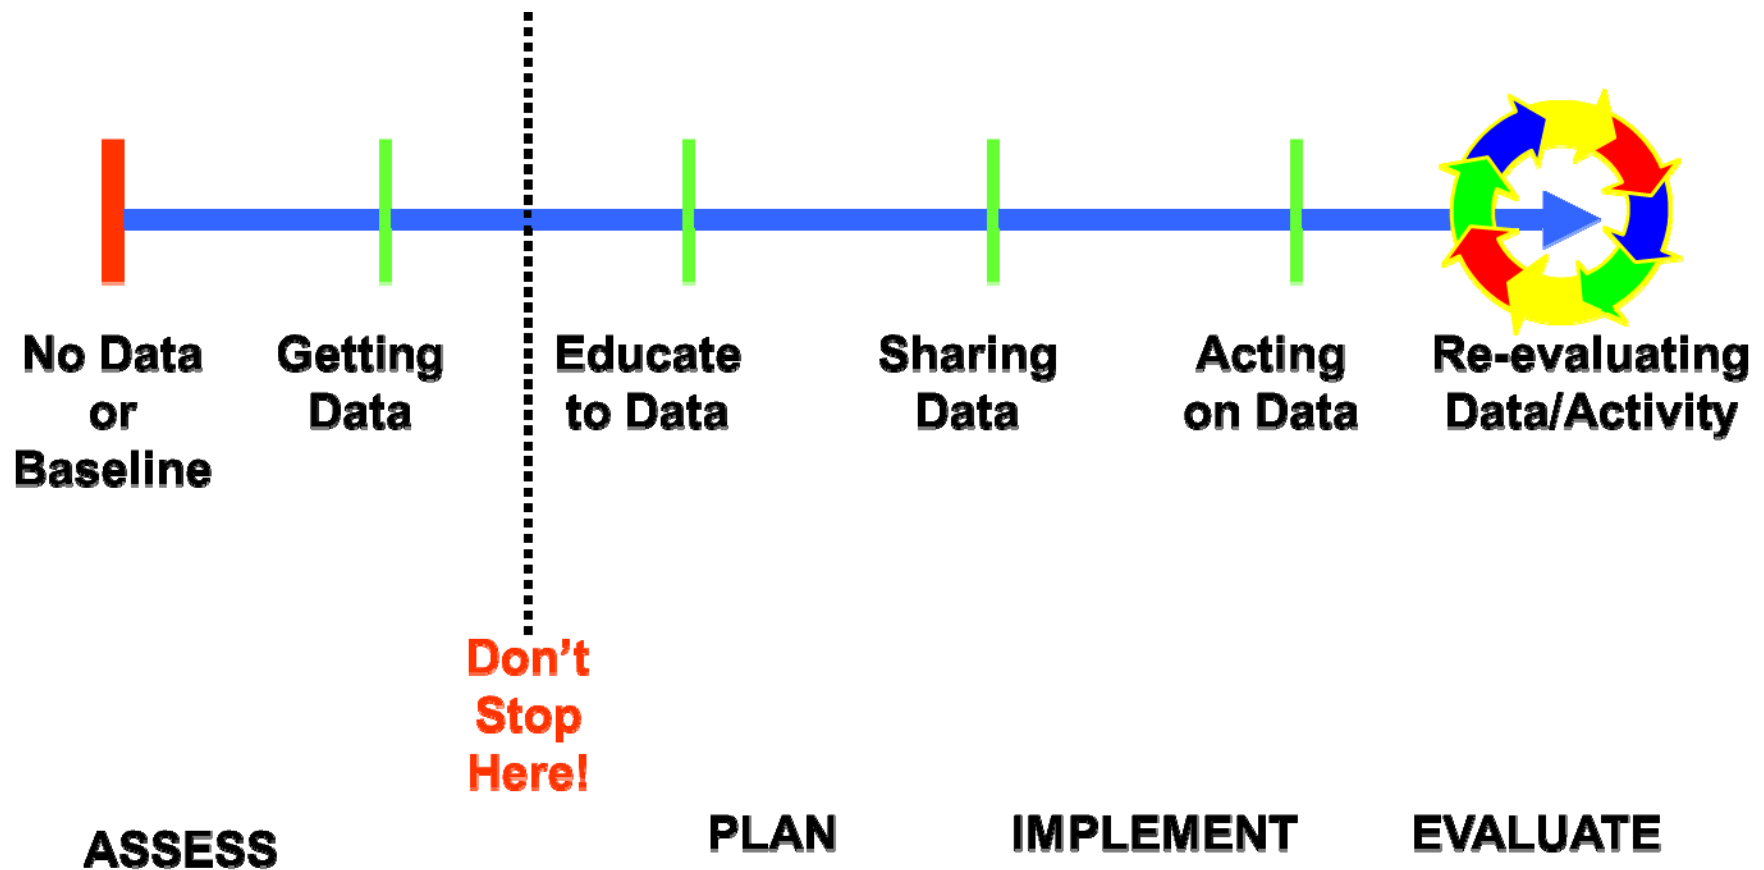 No Data
or
Baseline
Getting
Data
Educate
to Data
Sharing
Data
Acting
on Data
Re-evaluating
Data/Activity
Don’t
Stop
Here!
ASSESS
PLAN
IMPLEMENT
EVALUATE